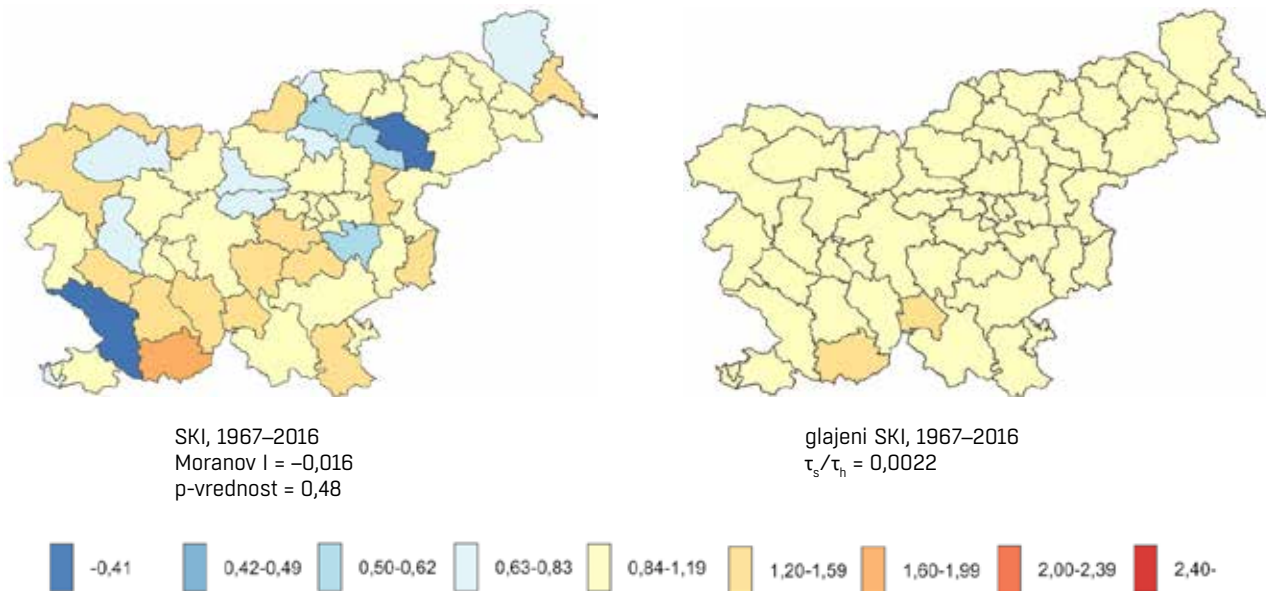 SKI, 1967–2016
Moranov I = –0,016
p-vrednost = 0,48
glajeni SKI, 1967–2016
τs/τh = 0,0022
-0,41
0,42-0,49
0,50-0,62
0,63-0,83
0,84-1,19
1,20-1,59
1,60-1,99
2,00-2,39
2,40-